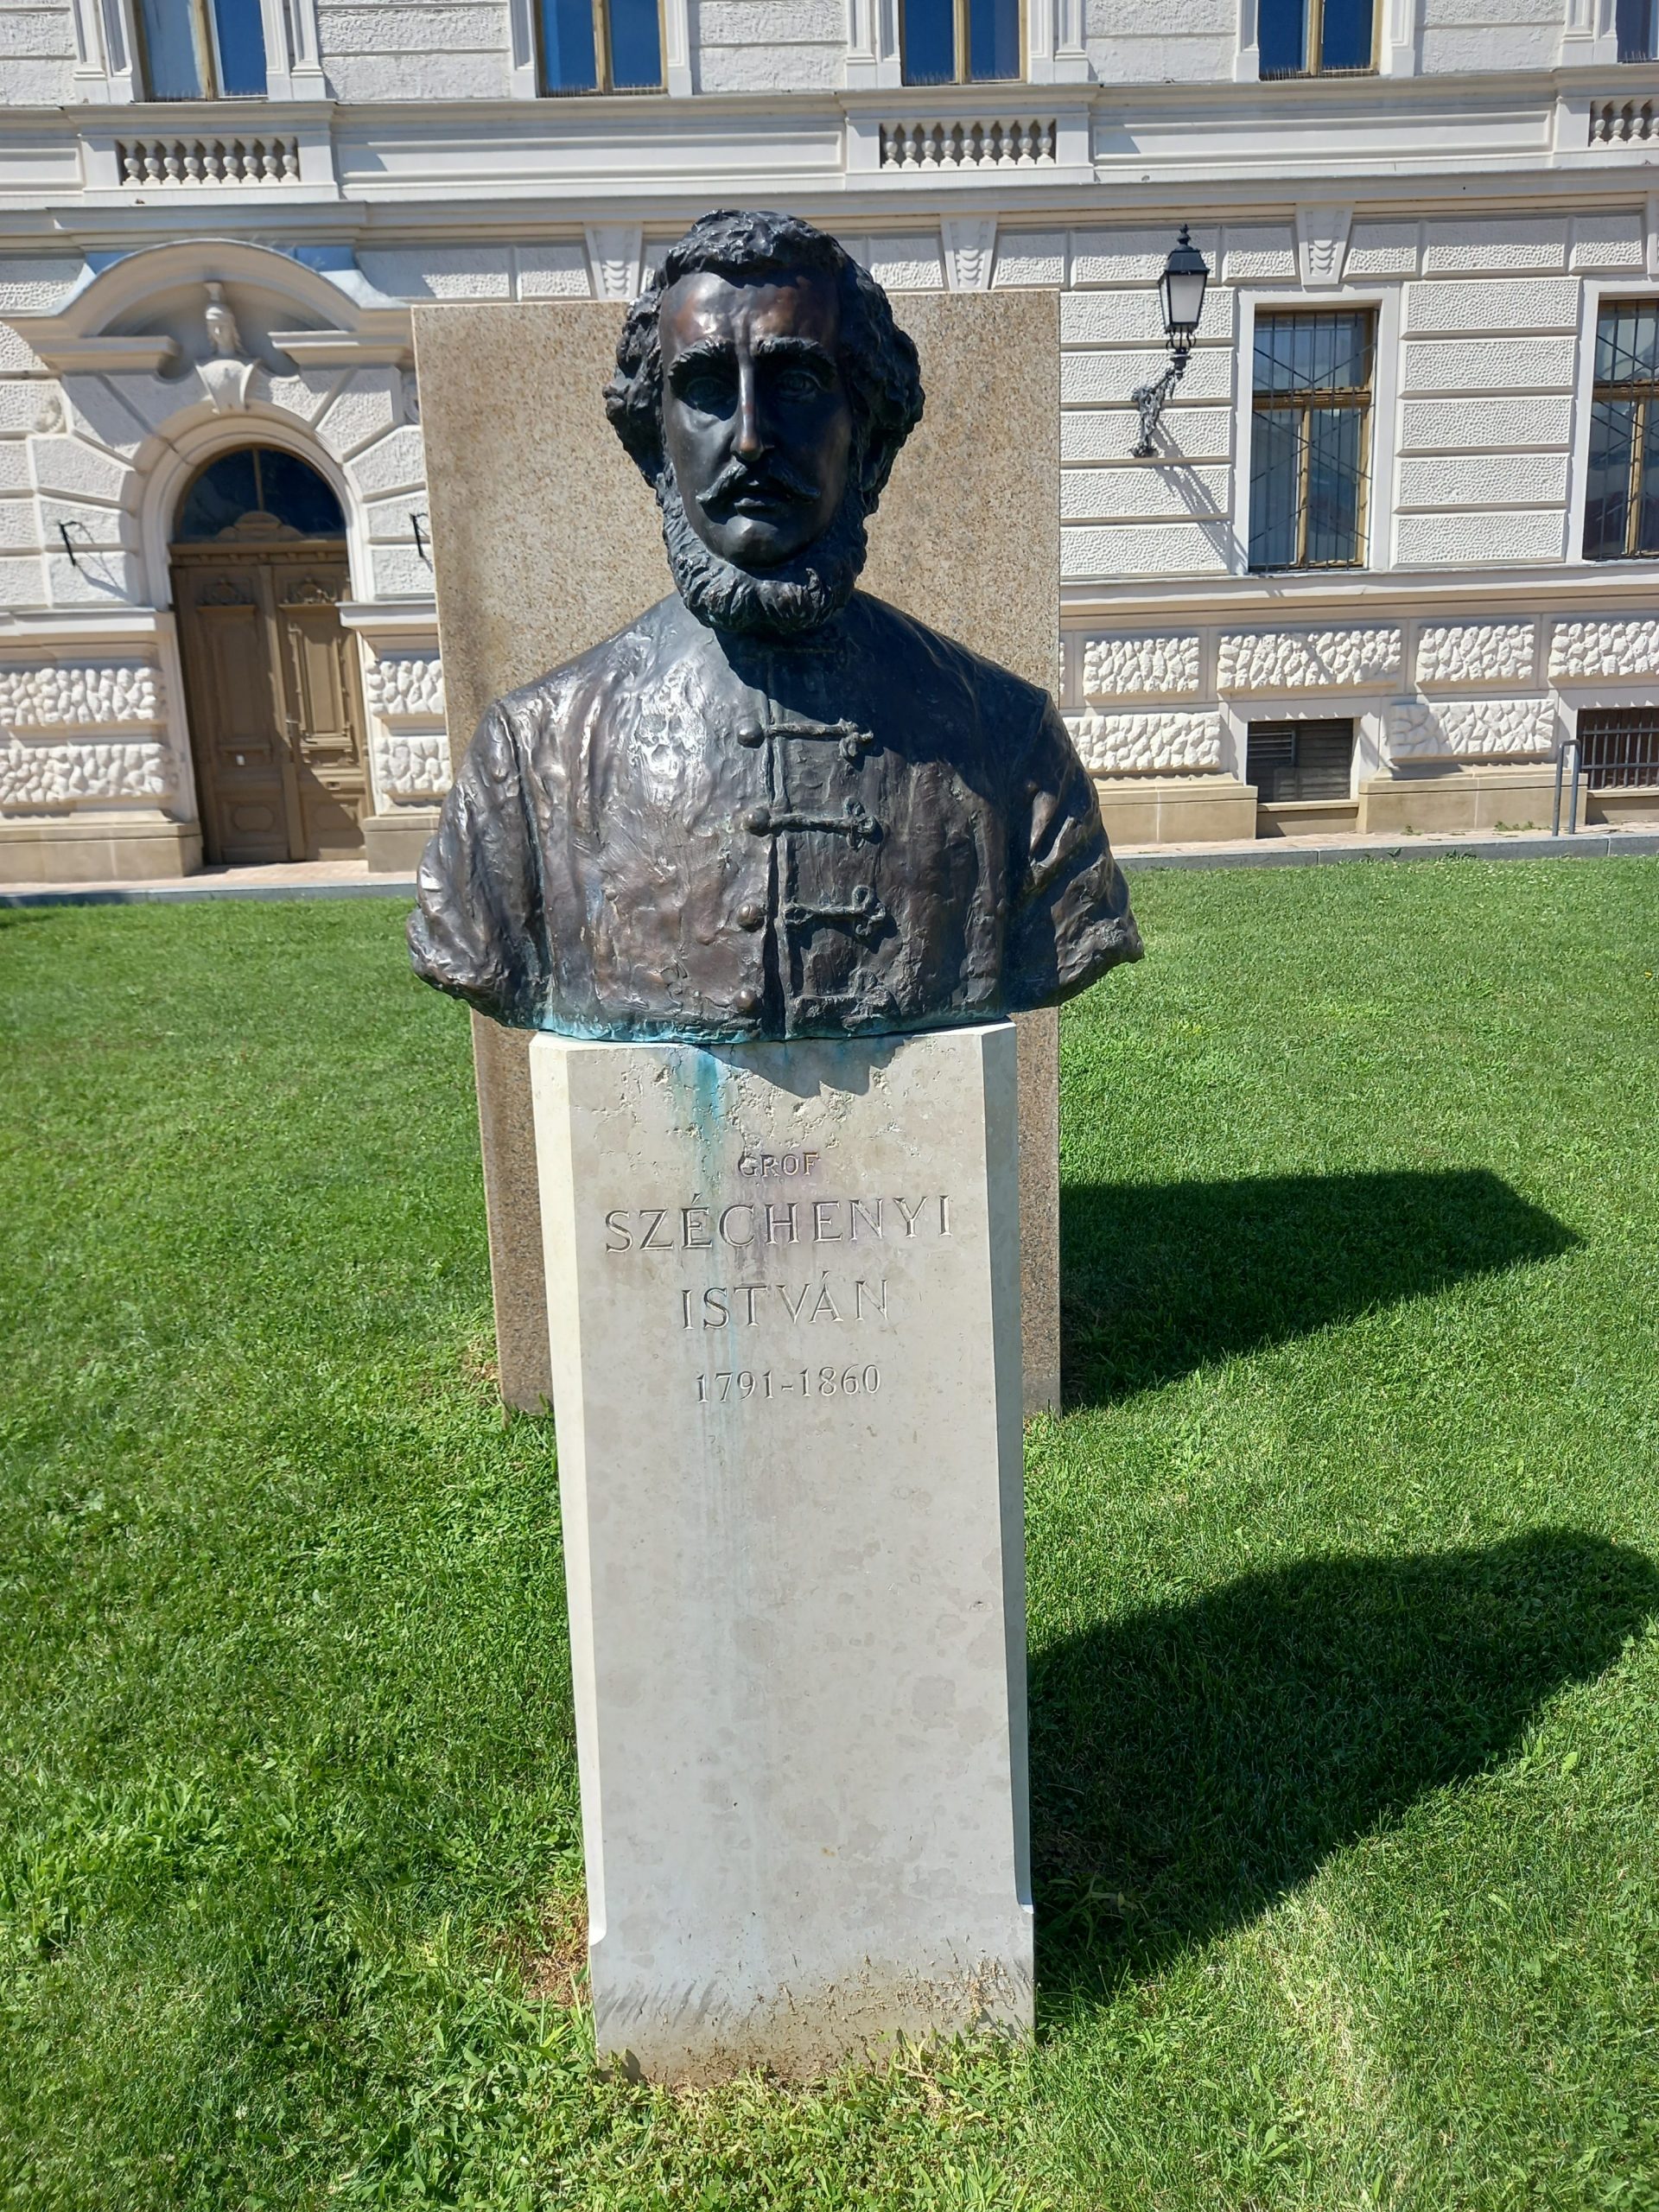 GRÓF
SZÉCHENYI
ISTVÁN
1791-1860